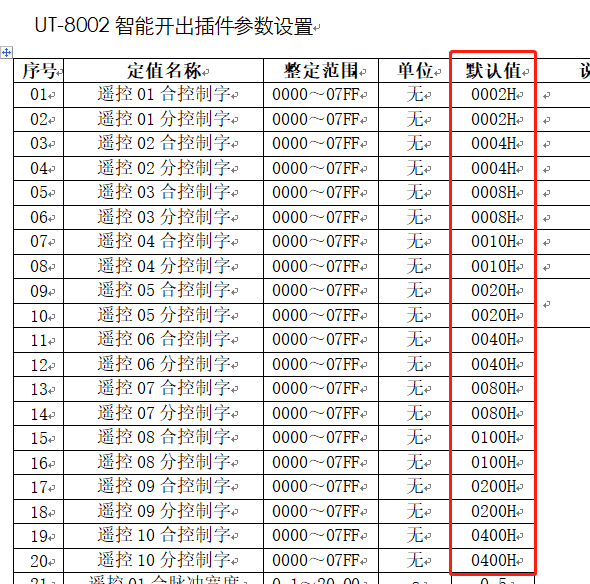 UT-8002 智能开出插件参数设置
序号 定值名称 整定范围 单位 默认值
01 遥控 01 合控制字 0000～07FF 无 0002H
02 遥控 01 分控制字 0000～07FF 无 0002H
03 遥控 02 合控制字 0000～07FF 无 0004H
04 遥控 02 分控制字 0000～07FF 无 0004H
05 遥控 03 合控制字 0000～07FF 无 0008H
06 遥控 03 分控制字 0000～07FF 无 0008H
07 遥控 04 合控制字 0000～07FF 无 0010H
08 遥控 04 分控制字 0000～07FF 无 0010H
09 遥控 05 合控制字 0000～07FF 无 0020H
10 遥控 05 分控制字 0000～07FF 无 0020H
11 遥控 06 合控制字 0000～07FF 无 0040H
12 遥控 06 分控制字 0000～07FF 无 0040H
13 遥控 07 合控制字 0000～07FF 无 0080H
14 遥控 07 分控制字 0000～07FF 无 0080H
15 遥控 08 合控制字 0000～07FF 无 0100H
16 遥控 08 分控制字 0000～07FF 无 0100H
17 遥控 09 合控制字 0000～07FF 无 0200H
18 遥控 09 分控制字 0000～07FF 无 0200H
19 遥控 10 合控制字 0000～07FF 无 0400H
20 遥控 10 分控制字 0000～07FF 无 0400H
21 遥控 01 合脉冲宽度 0.1～20.00 s 0.5